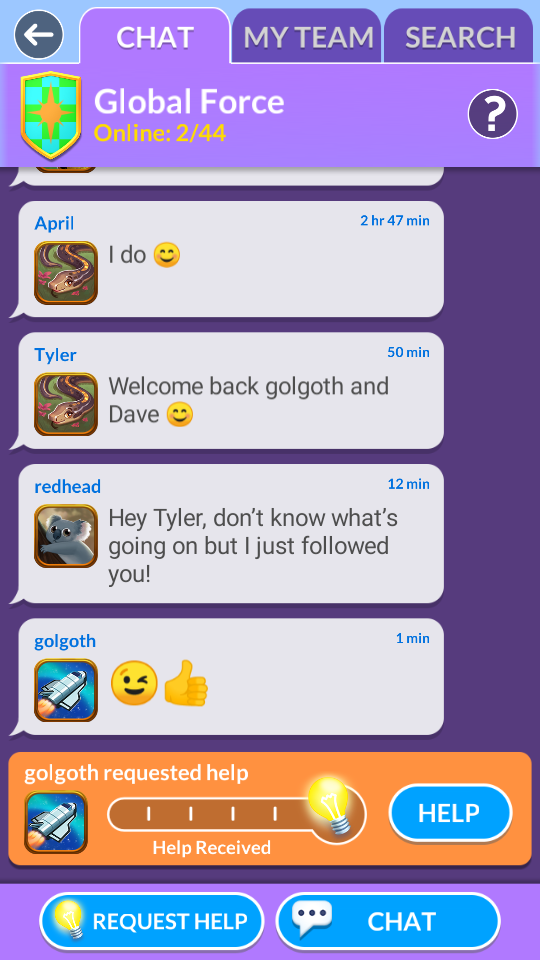 CHAT
MY TEAM
SEARCH
Global Force
Online: 2/44
?
April
2 hr 47 min
I do 😊
Tyler
50 min
Welcome back golgoth and
Dave 😊
redhead
12 min
Hey Tyler, don’t know what’s
going on but I just followed
you!
golgoth
1 min
😉👍
golgoth requested help
HELP
Help Received
REQUEST HELP
CHAT